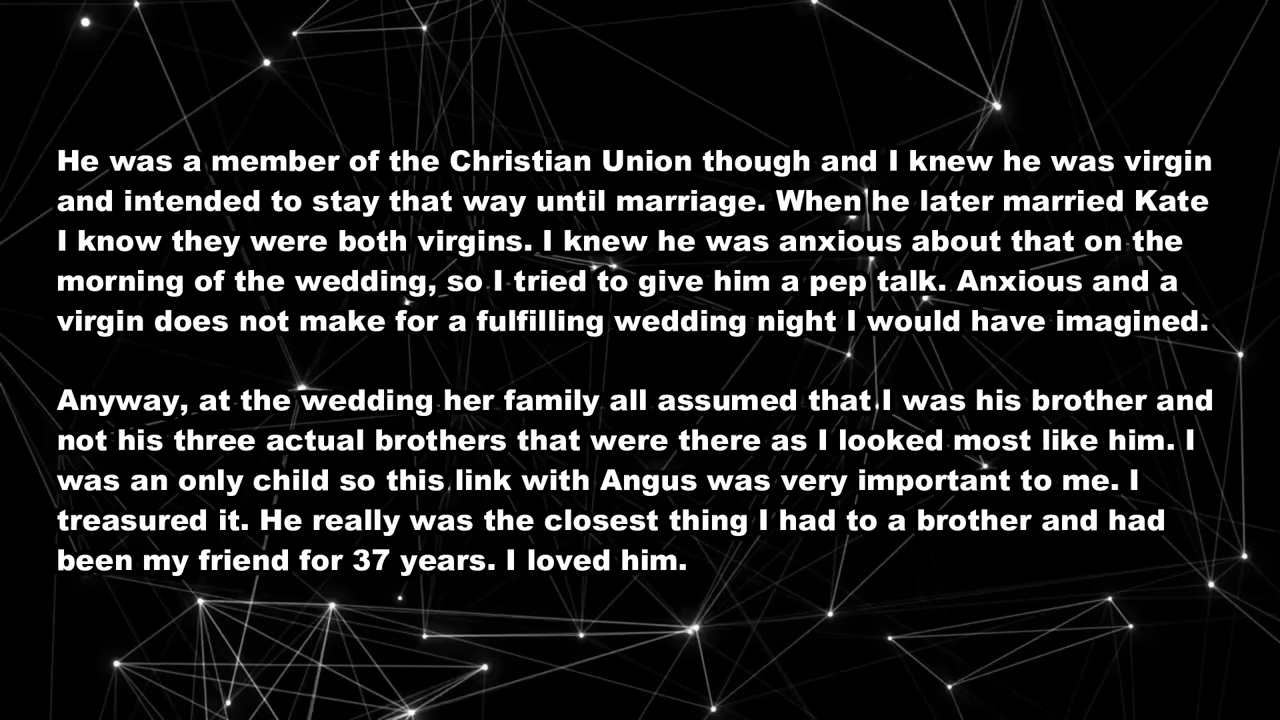 He was a member of the Christian Union though and I knew he was virgin
and intended to stay that way until marriage. When he later married Kate
I know they were both virgins. I knew he was anxious about that on the
morning of the wedding, so I tried to give him a pep talk. Anxious and a
virgin does not make for a fulfilling wedding night I would have imagined.
Anyway, at the wedding her family all assumed that I was his brother and
not his three actual brothers that were there as I looked most like him. I
was an only child so this link with Angus was very important to me. I
treasured it. He really was the closest thing I had to a brother and had
been my friend for 37 years. I loved him.